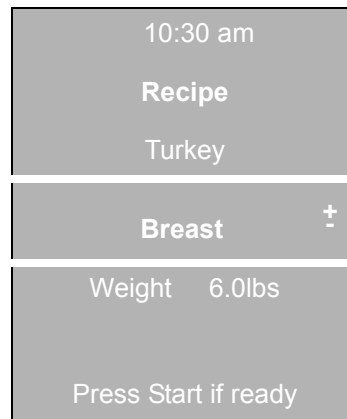 10:30 am
Recipe
Turkey
Breast +
-
Weight 6.0lbs
Press Start if ready